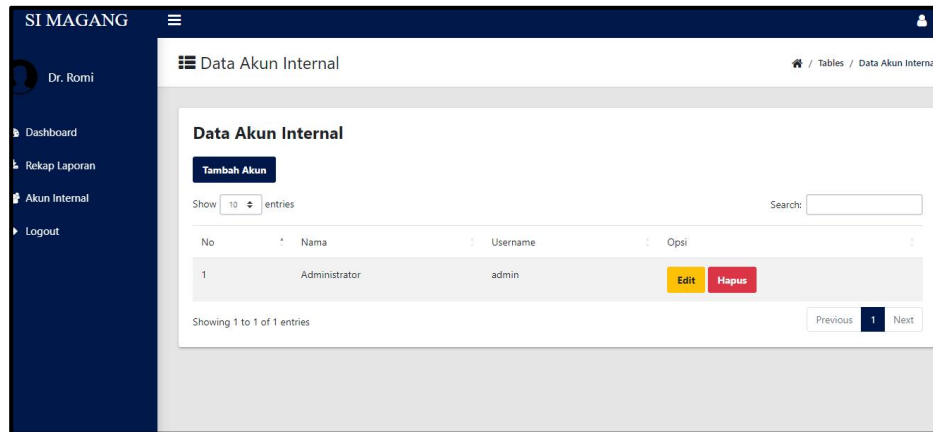 SI MAGANG
Dr. Romi
Dashboard
Rekap Laporan
Akun Internal
Logout
Data Akun Internal
/ Tables / Data Akun Interna
Data Akun Internal
Tambah Akun
Show 10 entries
Search:
No Nama Username Opsi
1 Administrator admin Edit Hapus
Showing 1 to 1 of 1 entries
Previous 1 Next